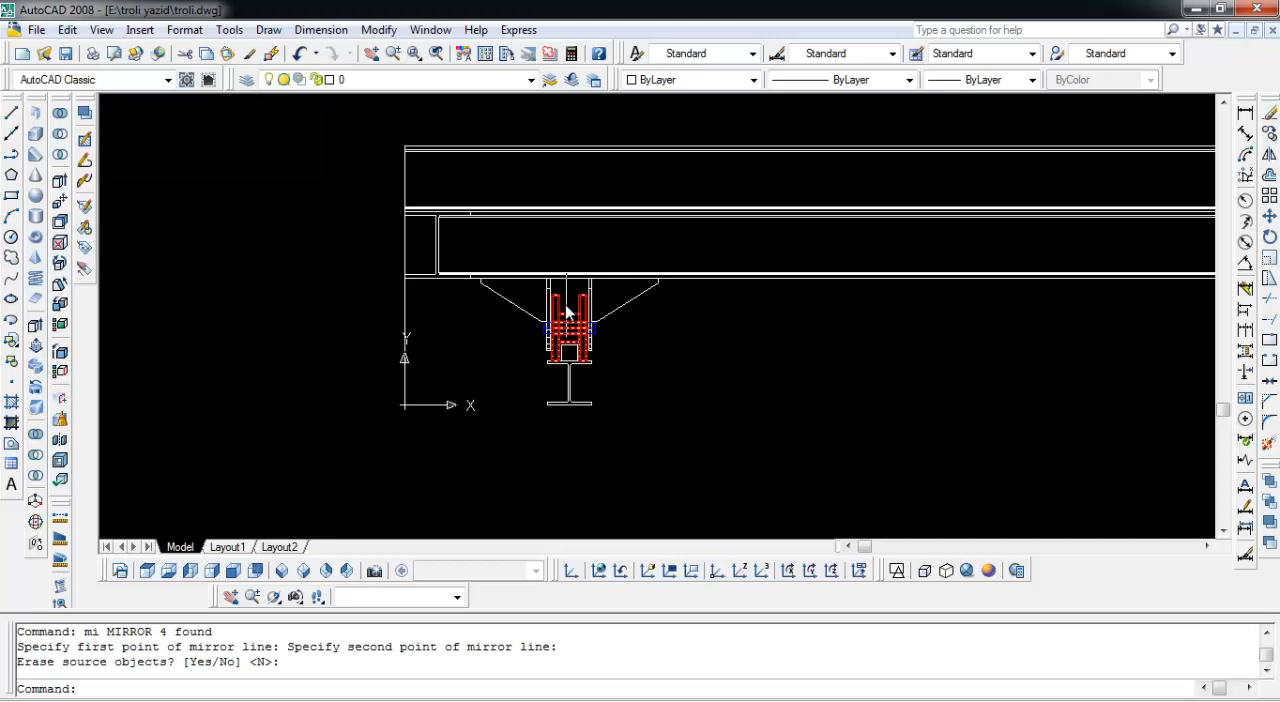 AutoCAD 2008 - [E:\troli yazid\troli.dwg]
File Edit View Insert Format Tools Draw Dimension Modify Window Help Express
Type a question for help
Standard Standard Standard Standard
AutoCAD Classic 0 ByLayer ByLayer ByLayer ByColor
Y
X
A
Model Layout1 Layout2
Command: mi MIRROR 4 found
Specify first point of mirror line: Specify second point of mirror line:
Erase source objects? [Yes/No] <N>:
Command: